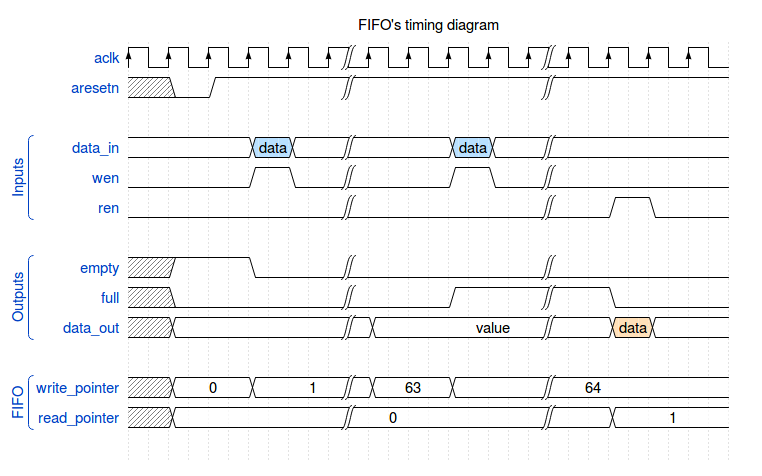 FIFO's timing diagram
aclk
aresetn
Inputs
data_in data data
wen
ren
Outputs
empty
full
data_out value data
FIFO
write_pointer 0 1 63 64
read_pointer 0 1